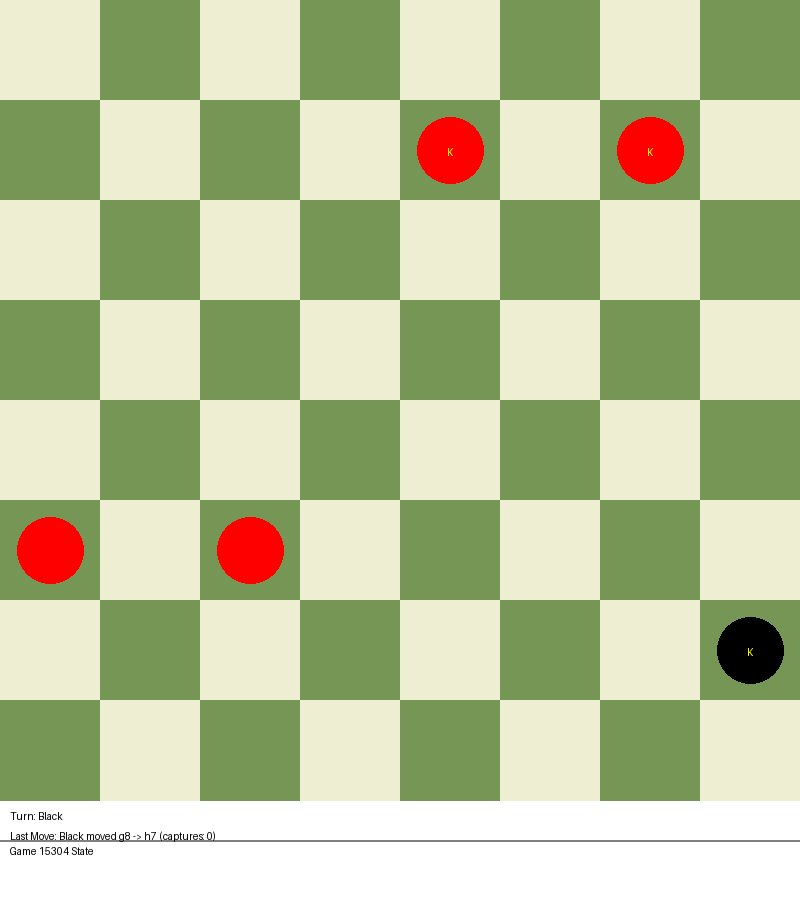 K
K
K
Turn: Black
Last Move: Black moved g8 -> h7 (captures: 0)
Game 15304 State